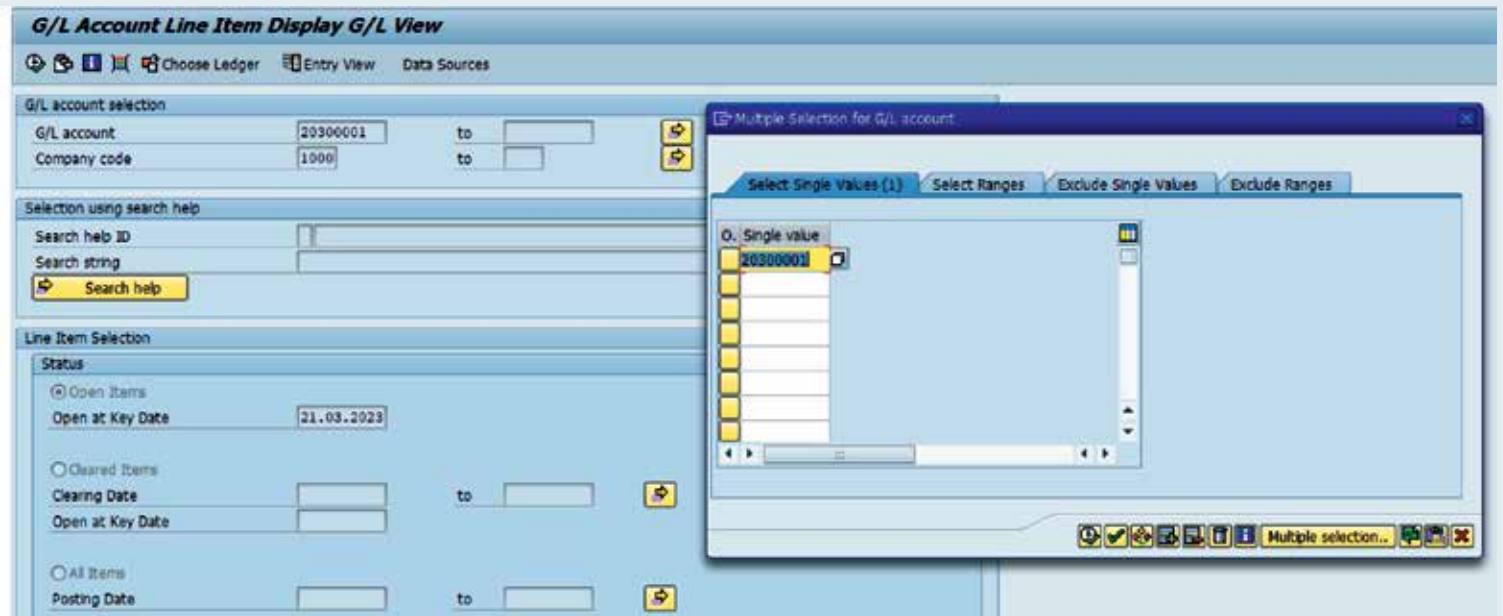 G/L Account Line Item Display G/L View
Choose Ledger Entry View Data Sources
G/L account selection
G/L account 20300001 to
Company code 1000 to
Selection using search help
Search help ID
Search string
Search help
Line Item Selection
Status
Open Items
Open at Key Date 21.03.2023
Cleared Items
Clearing Date to
Open at Key Date
All Items
Posting Date to
Multiple Selection for G/L account
Select Single Values (1) Select Ranges Exclude Single Values Exclude Ranges
O. Single value
20300001
Multiple selection..